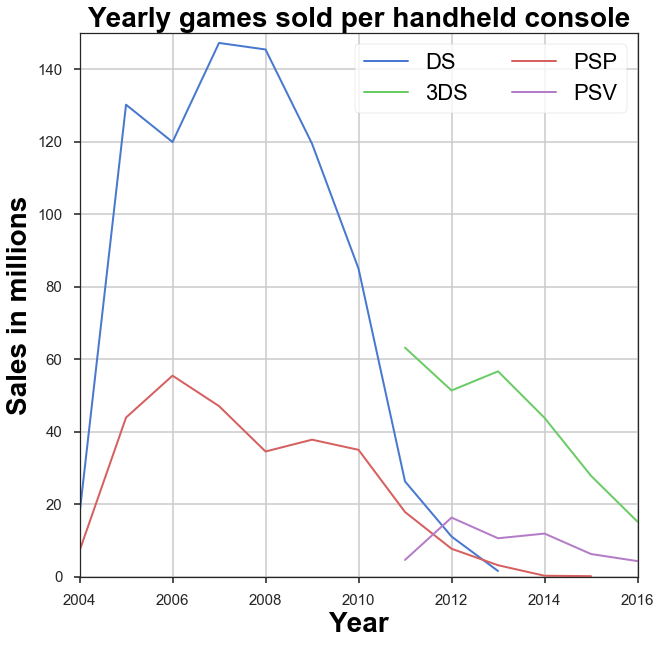 Yearly games sold per handheld console
DS PSP
3DS PSV
140
120
100
80
60
40
20
0
Sales in millions
2004 2006 2008 2010 2012 2014 2016
Year